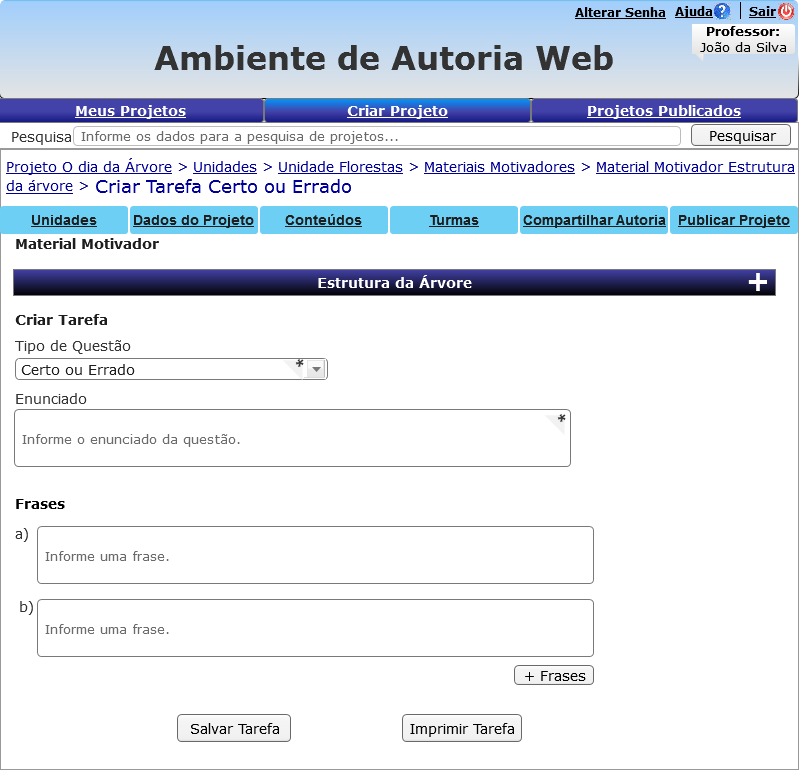 Alterar Senha Ajuda ? Sair
Professor:
João da Silva
Ambiente de Autoria Web
Meus Projetos Criar Projeto Projetos Publicados
Pesquisa Informe os dados para a pesquisa de projetos... Pesquisar
Projeto O dia da Árvore > Unidades > Unidade Florestas > Materiais Motivadores > Material Motivador Estrutura
da árvore > Criar Tarefa Certo ou Errado
Unidades Dados do Projeto Conteúdos Turmas Compartilhar Autoria Publicar Projeto
Material Motivador
Estrutura da Árvore +
Criar Tarefa
Tipo de Questão
Certo ou Errado *
Enunciado
*
Informe o enunciado da questão.
Frases
a)
Informe uma frase.
b)
Informe uma frase.
+ Frases
Salvar Tarefa Imprimir Tarefa